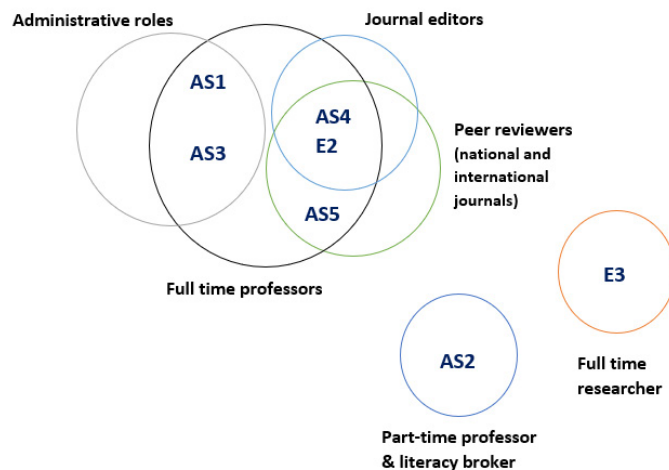 Administrative roles
Journal editors
AS1
AS4
E2
AS3
Peer reviewers
(national and
international
journals)
AS5
Full time professors
E3
AS2
Full time
researcher
Part-time professor
& literacy broker